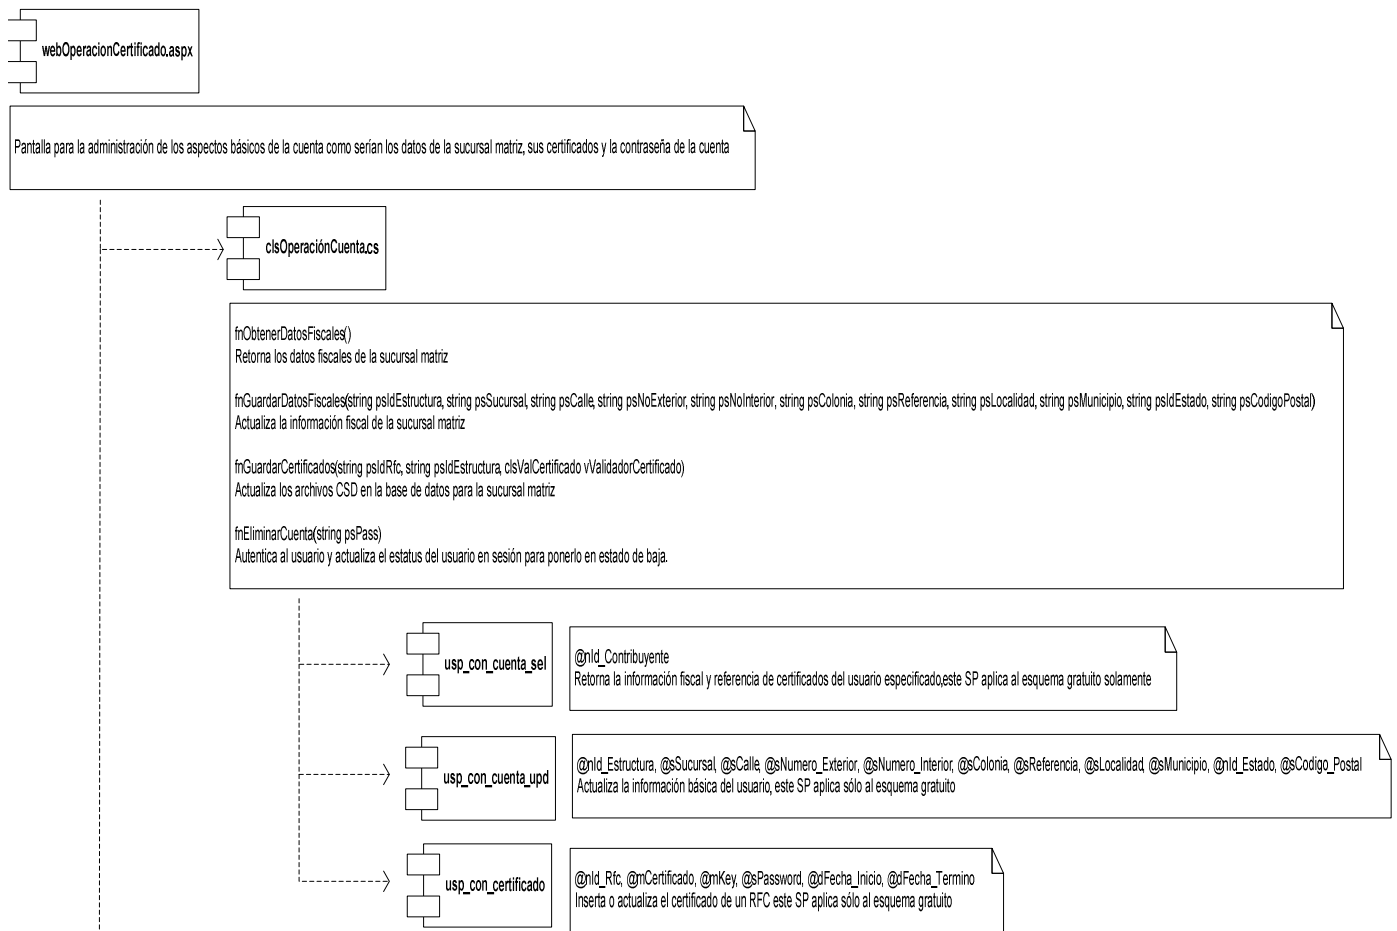 webOperacionCertificado.aspx
Pantalla para la administración de los aspectos básicos de la cuenta como serían los datos de la sucursal matriz, sus certificados y la contraseña de la cuenta
clsOperaciónCuenta.cs
fnObtenerDatosFiscales()
Retorna los datos fiscales de la sucursal matriz
fnGuardarDatosFiscales(string psIdEstructura, string psSucursal, string psCalle, string psNoExterior, string psNoInterior, string psColonia, string psReferencia, string psLocalidad, string psMunicipio, string psIdEstado, string psCodigoPostal)
Actualiza la información fiscal de la sucursal matriz
fnGuardarCertificados(string psIdRfc, string psIdEstructura, clsValCertificado vValidadorCertificado)
Actualiza los archivos CSD en la base de datos para la sucursal matriz
fnEliminarCuenta(string psPass)
Autentica al usuario y actualiza el estatus del usuario en sesión para ponerlo en estado de baja.
usp_con_cuenta_sel
@nId_Contribuyente
Retorna la información fiscal y referencia de certificados del usuario especificado,este SP aplica al esquema gratuito solamente
usp_con_cuenta_upd
@nId_Estructura, @sSucursal, @sCalle, @sNumero_Exterior, @sNumero_Interior, @sColonia, @sReferencia, @sLocalidad, @sMunicipio, @nId_Estado, @sCodigo_Postal
Actualiza la información básica del usuario, este SP aplica sólo al esquema gratuito
usp_con_certificado
@nId_Rfc, @mCertificado, @mKey, @sPassword, @dFecha_Inicio, @dFecha_Termino
Inserta o actualiza el certificado de un RFC este SP aplica sólo al esquema gratuito